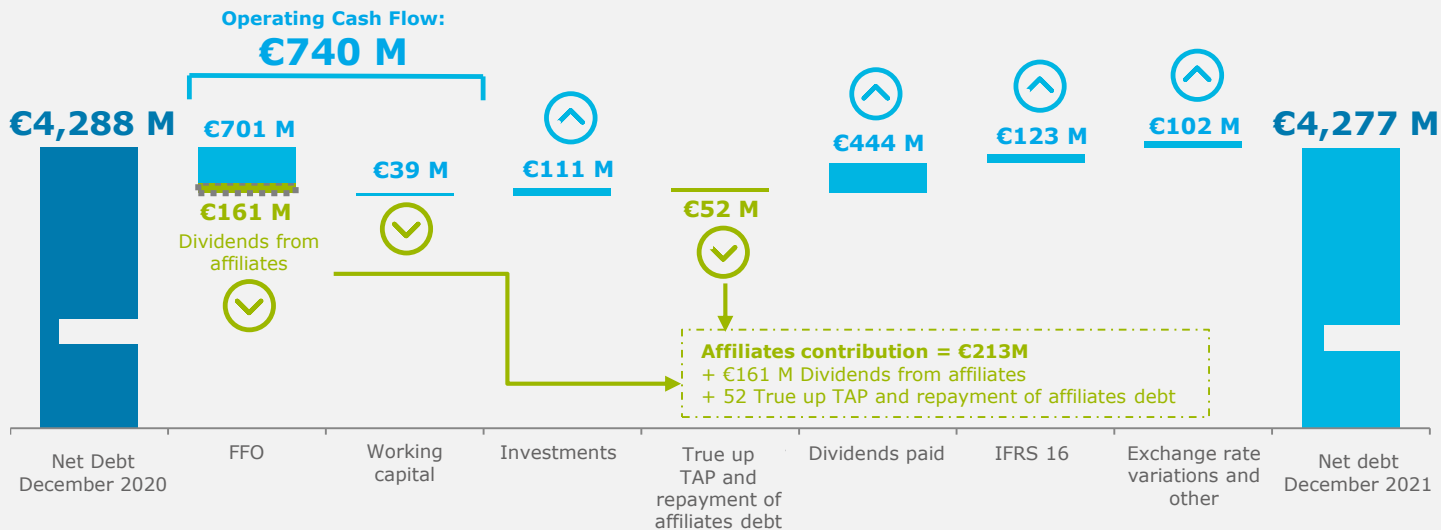 Operating Cash Flow:
€740 M
€4,288 M
€701 M
€161 M
Dividends from
affiliates
€39 M
€111 M
€52 M
€444 M
€123 M
€102 M
€4,277 M
Affiliates contribution = €213M
+ €161 M Dividends from affiliates
+ 52 True up TAP and repayment of affiliates debt
Net Debt
December 2020
FFO
Working
capital
Investments
True up
TAP and
repayment of
affiliates debt
Dividends paid
IFRS 16
Exchange rate
variations and
other
Net debt
December 2021